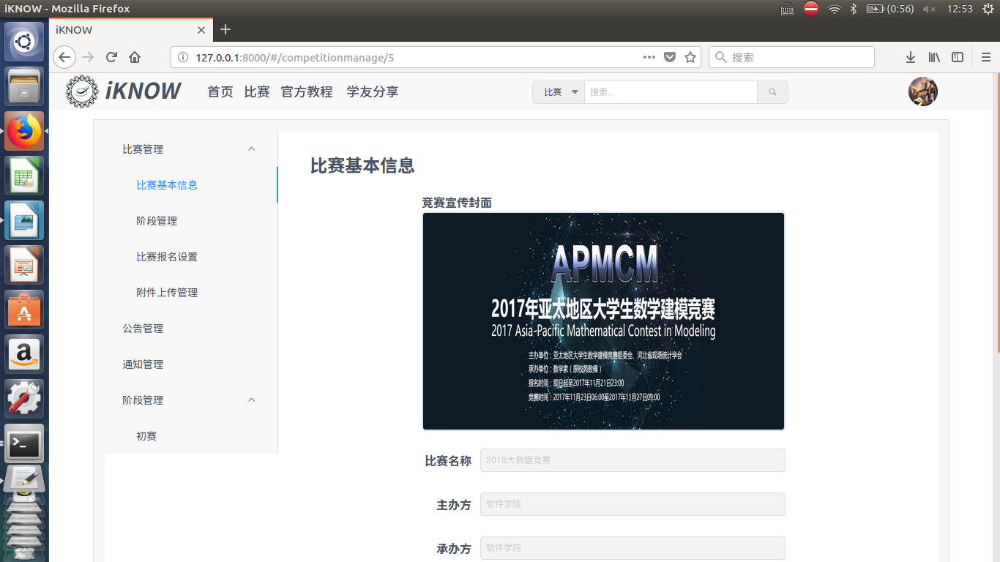 iKNOW - Mozilla Firefox
(0:56)
12:53
iKNOW
127.0.0.1:8000/#/competitionmanage/5
搜索
iKNOW
首页 比赛 官方教程 学友分享
比赛
搜索...
比赛管理
比赛基本信息
阶段管理
比赛报名设置
附件上传管理
公告管理
通知管理
阶段管理
初赛
比赛基本信息
竞赛宣传封面
APMCM
2017年亚太地区大学生数学建模竞赛
2017 Asia-Pacific Mathematical Contest in Modeling
主办单位：亚太地区大学生数学建模竞赛组委会、河北省现场统计学会
承办单位：数学家（原校苑数模）
报名时间：即日起至2017年11月21日23:00
竞赛时间：2017年11月23日06:00至2017年11月27日09:00
比赛名称 2018大数据竞赛
主办方 软件学院
承办方 软件学院